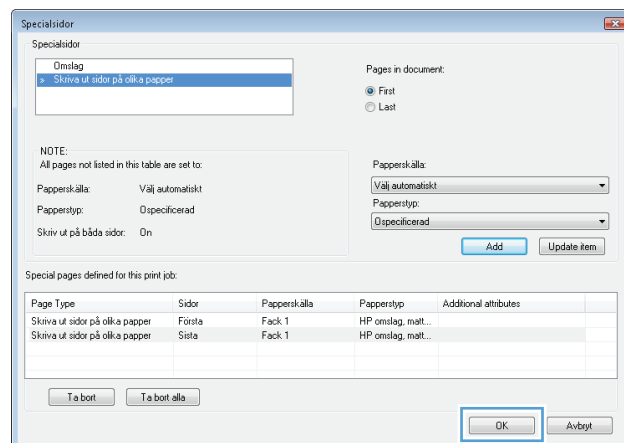 Specialsidor
Specialsidor
Omslag
» Skriva ut sidor på olika papper
Pages in document:
First
Last
NOTE:
All pages not listed in this table are set to:
Papperskälla: Välj automatiskt
Papperstyp: Ospecificerad
Skriv ut på båda sidor: On
Papperskälla:
Välj automatiskt
Papperstyp:
Ospecificerad
Add Update item
Special pages defined for this print job:
Page Type Sidor Papperskälla Papperstyp Additional attributes
Skriva ut sidor på olika papper Första Fack 1 HP omslag, matt...
Skriva ut sidor på olika papper Sista Fack 1 HP omslag, matt...
Ta bort Ta bort alla
OK Avbryt